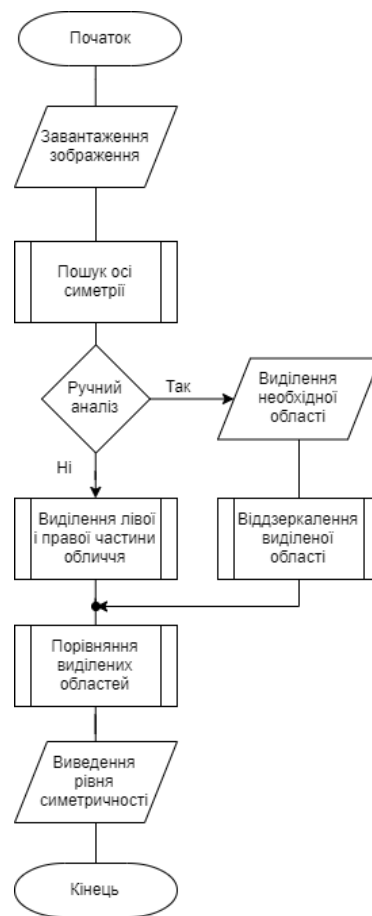 Початок
Завантаження
зображення
Пошук осі
симетрії
Ручний
аналіз
Так
Виділення
необхідної
області
Ні
Виділення лівої
і правої частини
обличчя
Віддзеркалення
виділеної
області
Порівняння
виділених
областей
Виведення
рівня
симетричності
Кінець